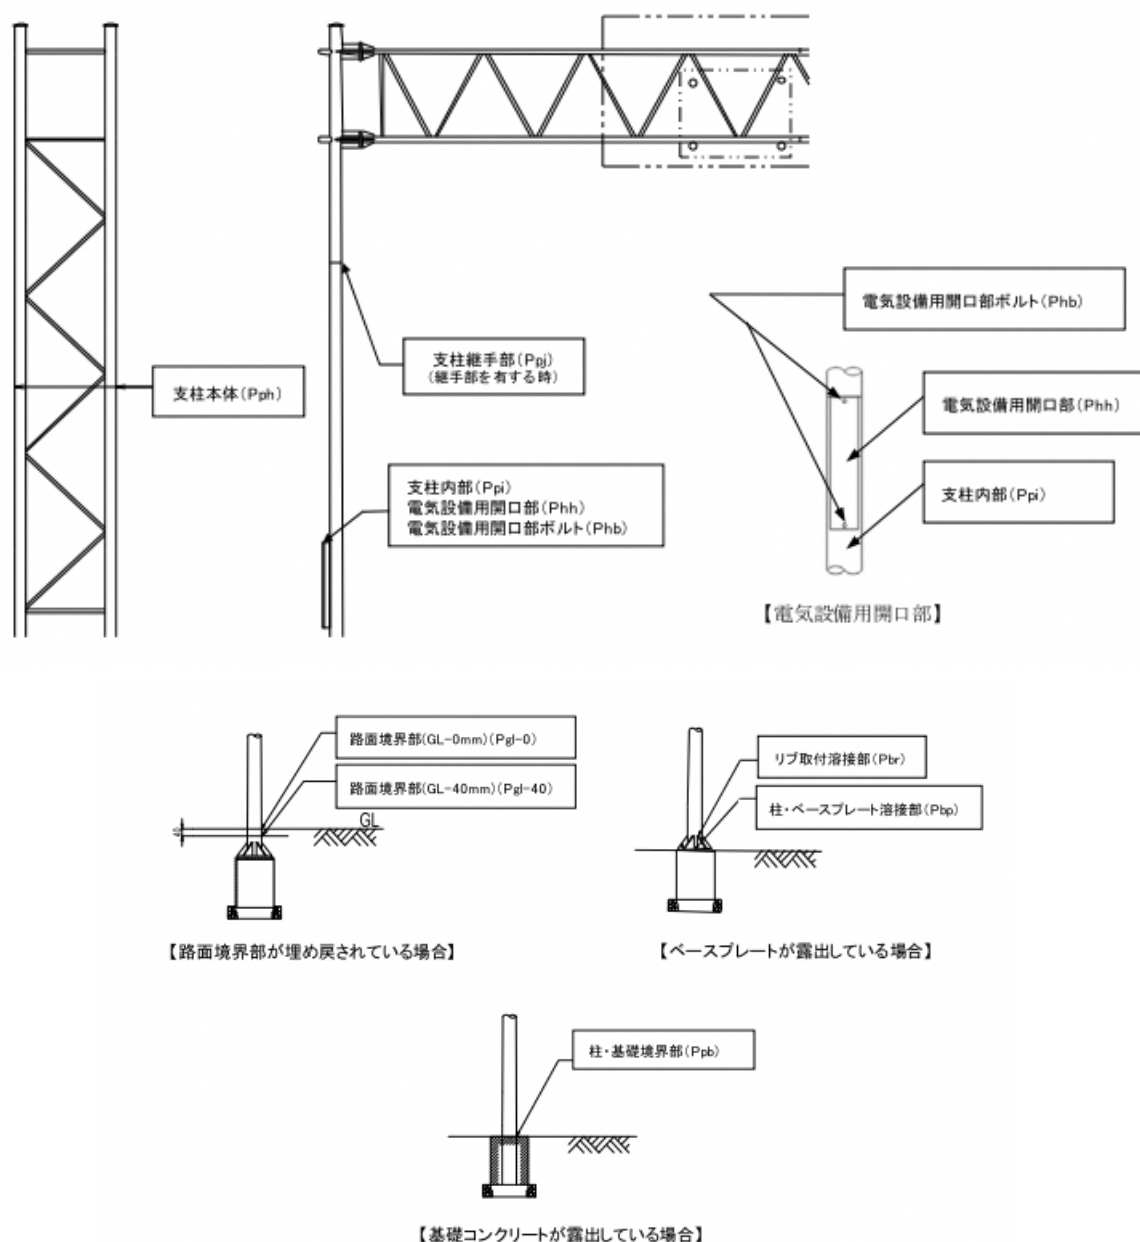 電気設備用開口部ボルト(Phb)
支柱継手部(Ppj)
(継手部を有する時)
支柱本体(Pph)
電気設備用開口部(Phh)
支柱内部(Ppi)
電気設備用開口部(Phh)
電気設備用開口部ボルト(Phb)
支柱内部(Ppi)
【電気設備用開口部】
路面境界部(GL-0mm)(Pgl-0)
路面境界部(GL-40mm)(Pgl-40)
GL
40
リブ取付溶接部(Pbr)
柱・ベースプレート溶接部(Pbp)
【路面境界部が埋め戻されている場合】
【ベースプレートが露出している場合】
柱・基礎境界部(Ppb)
【基礎コンクリートが露出している場合】